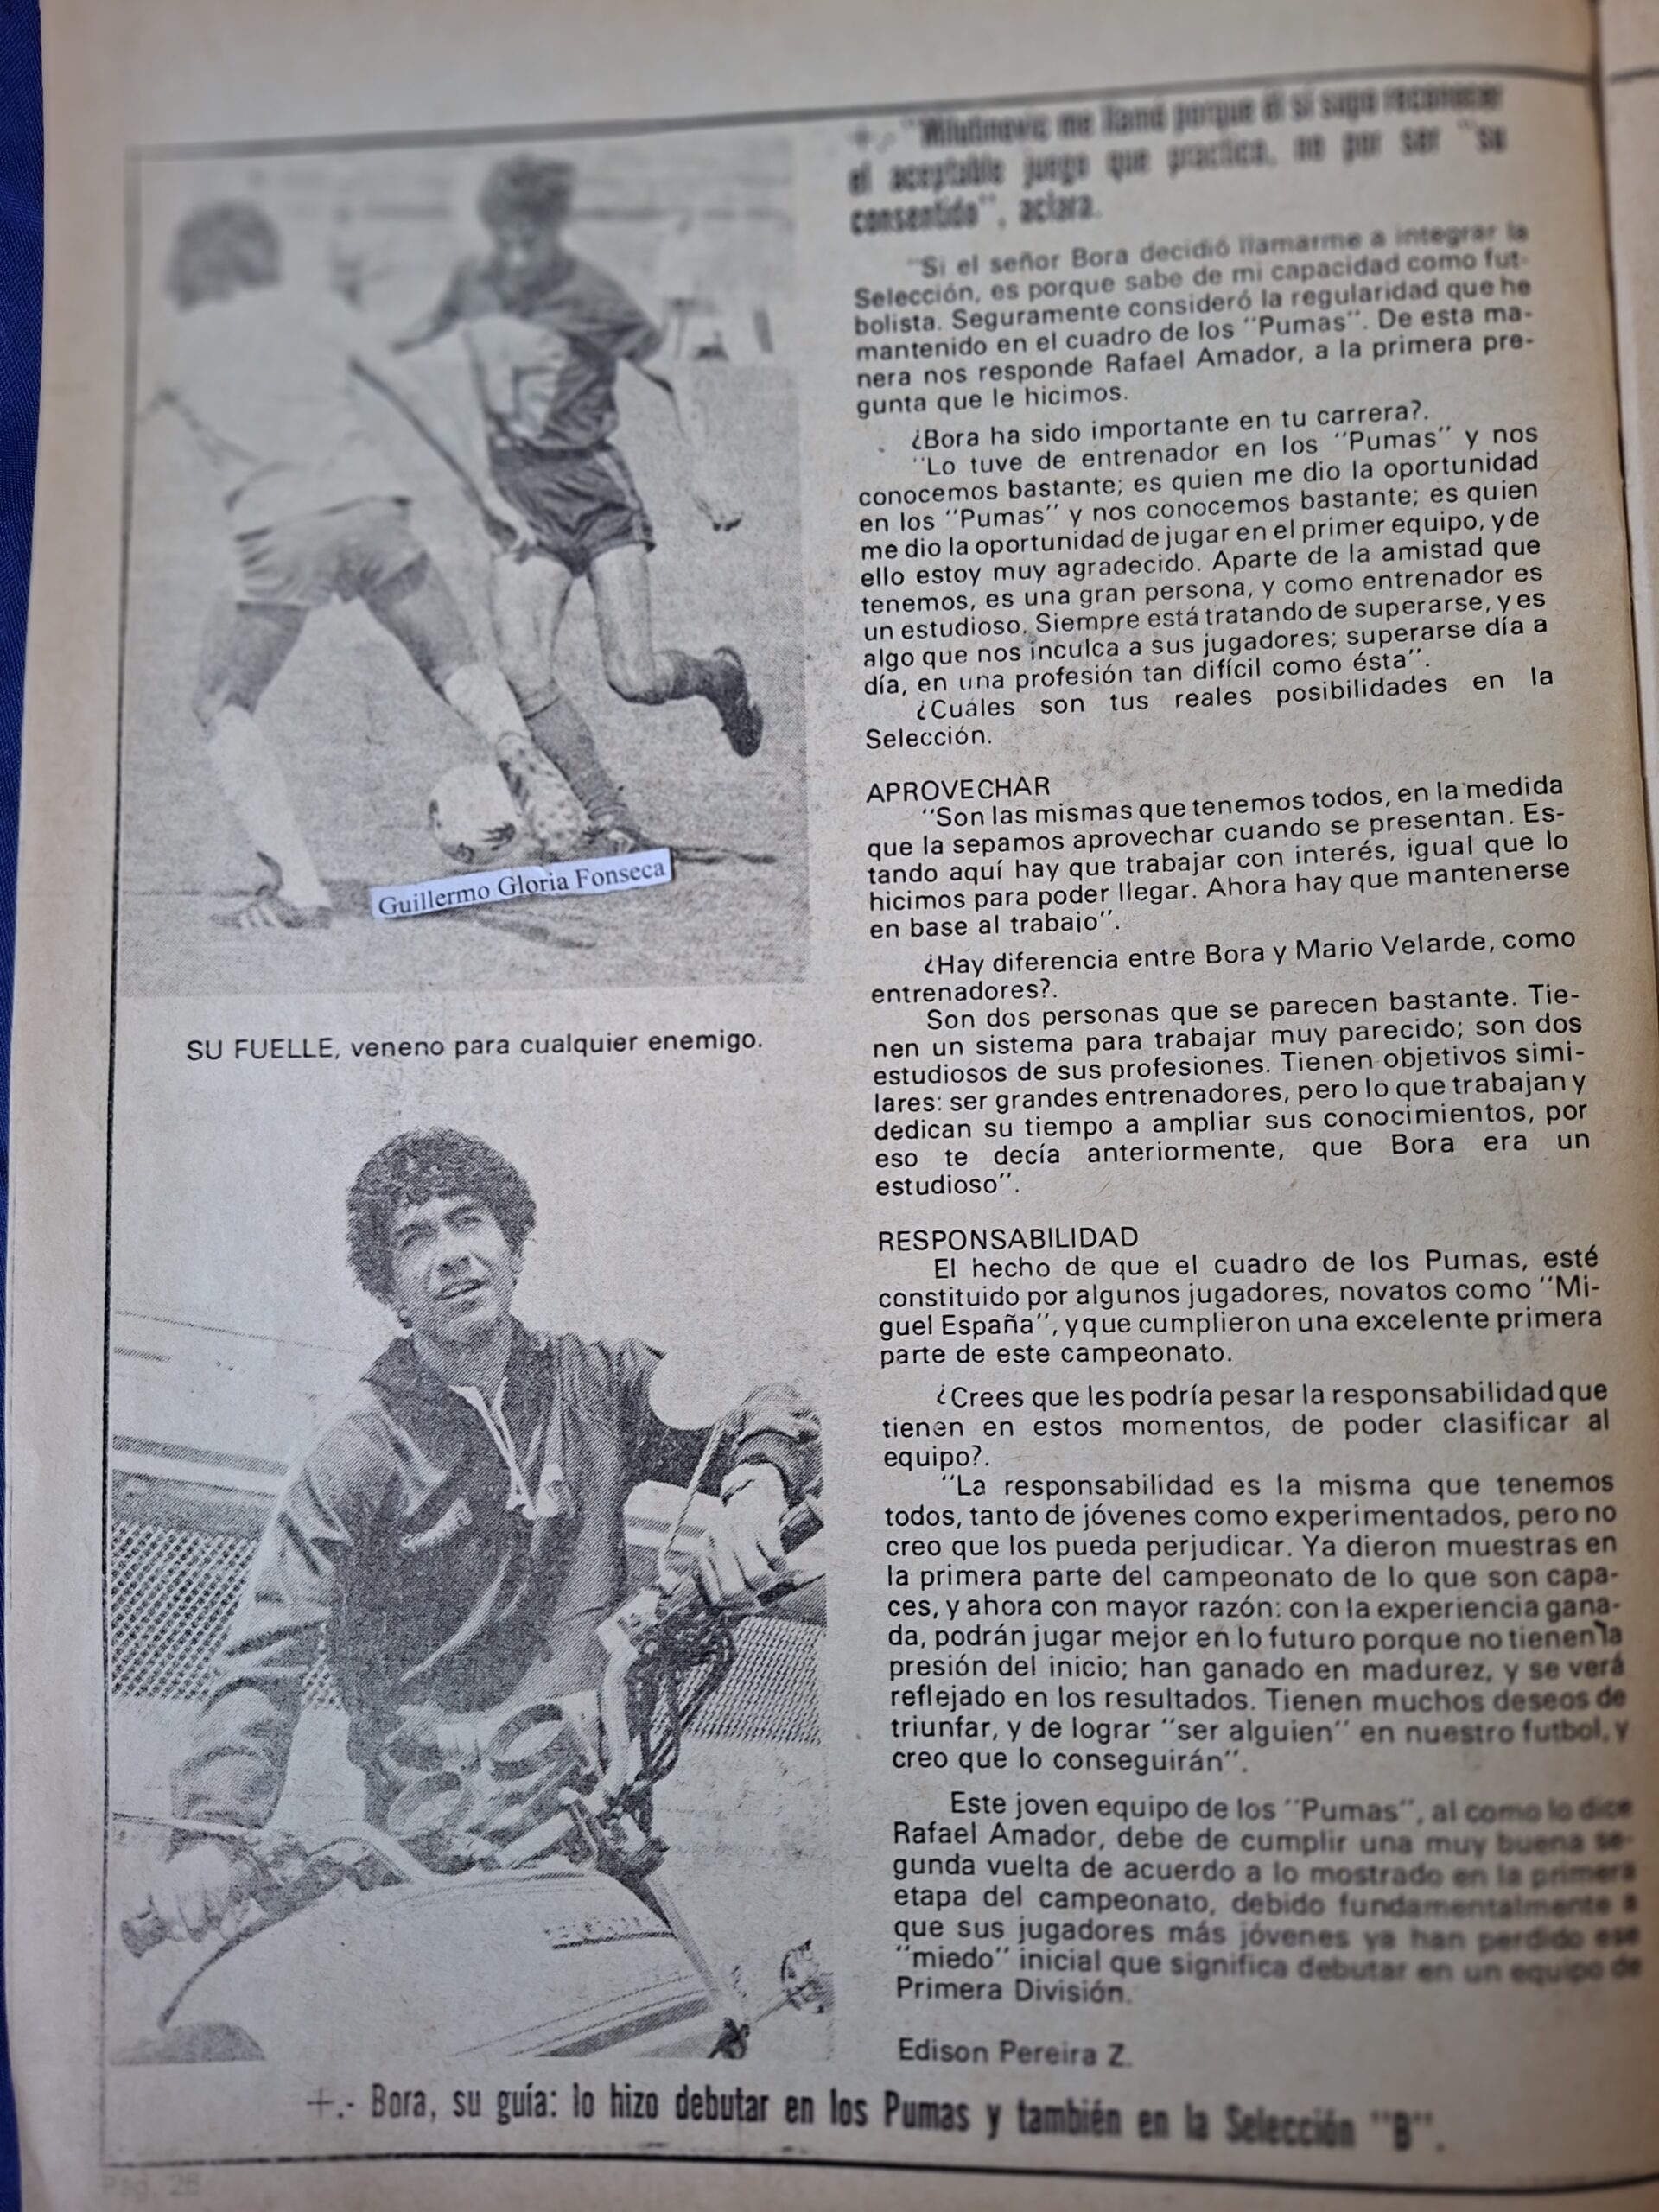 +.- "Milutinovic me llamó porque él sí supo reconocer
el aceptable juego que practico, no por ser "su
consentido", aclara.
"Si el señor Bora decidió llamarme a integrar la
Selección, es porque sabe de mi capacidad como fut-
bolista. Seguramente consideró la regularidad que he
mantenido en el cuadro de los "Pumas". De esta ma-
nera nos responde Rafael Amador, a la primera pre-
gunta que le hicimos.
¿Bora ha sido importante en tu carrera?.
"Lo tuve de entrenador en los "Pumas" y nos
conocemos bastante; es quien me dio la oportunidad
en los "Pumas" y nos conocemos bastante; es quien
me dio la oportunidad de jugar en el primer equipo, y de
ello estoy muy agradecido. Aparte de la amistad que
tenemos, es una gran persona, y como entrenador es
un estudioso. Siempre está tratando de superarse, y es
algo que nos inculca a sus jugadores; superarse día a
día, en una profesión tan difícil como ésta".
¿Cuáles son tus reales posibilidades en la
Selección.
APROVECHAR
"Son las mismas que tenemos todos, en la medida
que la sepamos aprovechar cuando se presentan. Es-
tando aquí hay que trabajar con interés, igual que lo
hicimos para poder llegar. Ahora hay que mantenerse
en base al trabajo".
¿Hay diferencia entre Bora y Mario Velarde, como
entrenadores?.
Son dos personas que se parecen bastante. Tie-
nen un sistema para trabajar muy parecido; son dos
estudiosos de sus profesiones. Tienen objetivos simi-
lares: ser grandes entrenadores, pero lo que trabajan y
dedican su tiempo a ampliar sus conocimientos, por
eso te decía anteriormente, que Bora era un
estudioso".
RESPONSABILIDAD
El hecho de que el cuadro de los Pumas, esté
constituido por algunos jugadores, novatos como "Mi-
guel España", y que cumplieron una excelente primera
parte de este campeonato.
¿Crees que les podría pesar la responsabilidad que
tienen en estos momentos, de poder clasificar al
equipo?.
"La responsabilidad es la misma que tenemos
todos, tanto de jóvenes como experimentados, pero no
creo que los pueda perjudicar. Ya dieron muestras en
la primera parte del campeonato de lo que son capa-
ces, y ahora con mayor razón: con la experiencia gana-
da, podrán jugar mejor en lo futuro porque no tienen la
presión del inicio; han ganado en madurez, y se verá
reflejado en los resultados. Tienen muchos deseos de
triunfar, y de lograr "ser alguien" en nuestro futbol, y
creo que lo conseguirán".
Este joven equipo de los "Pumas", al como lo dice
Rafael Amador, debe de cumplir una muy buena se-
gunda vuelta de acuerdo a lo mostrado en la primera
etapa del campeonato, debido fundamentalmente a
que sus jugadores más jóvenes ya han perdido ese
"miedo" inicial que significa debutar en un equipo de
Primera División.
Edison Pereira Z.
Guillermo Gloria Fonseca
SU FUELLE, veneno para cualquier enemigo.
+.- Bora, su guía: lo hizo debutar en los Pumas y también en la Selección "B".
Pág. 26